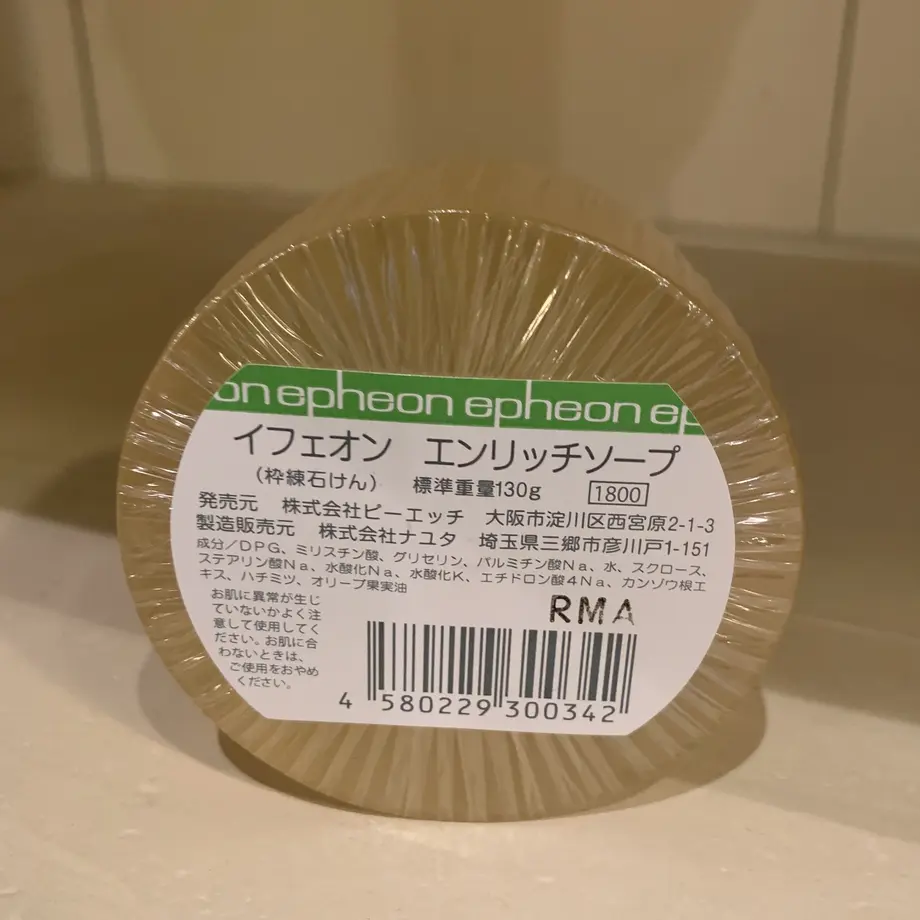 on epheon epheon ep
イフェオン エンリッチソープ
(枠練石けん) 標準重量130g 1800
発売元 株式会社ピーエッチ 大阪市淀川区西宮原2-1-3
製造販売元 株式会社ナユタ 埼玉県三郷市彦川戸1-151
成分/DPG、ミリスチン酸、グリセリン、パルミチン酸Na、水、スクロース、
ステアリン酸Na、水酸化Na、水酸化K、エチドロン酸4Na、カンゾウ根エ
キス、ハチミツ、オリーブ果実油
お肌に異常が生じ
ていないかよく注
意して使用してく
ださい。お肌に合
わないときは、
ご使用をおやめ
ください。
RMA
4 580229 300342